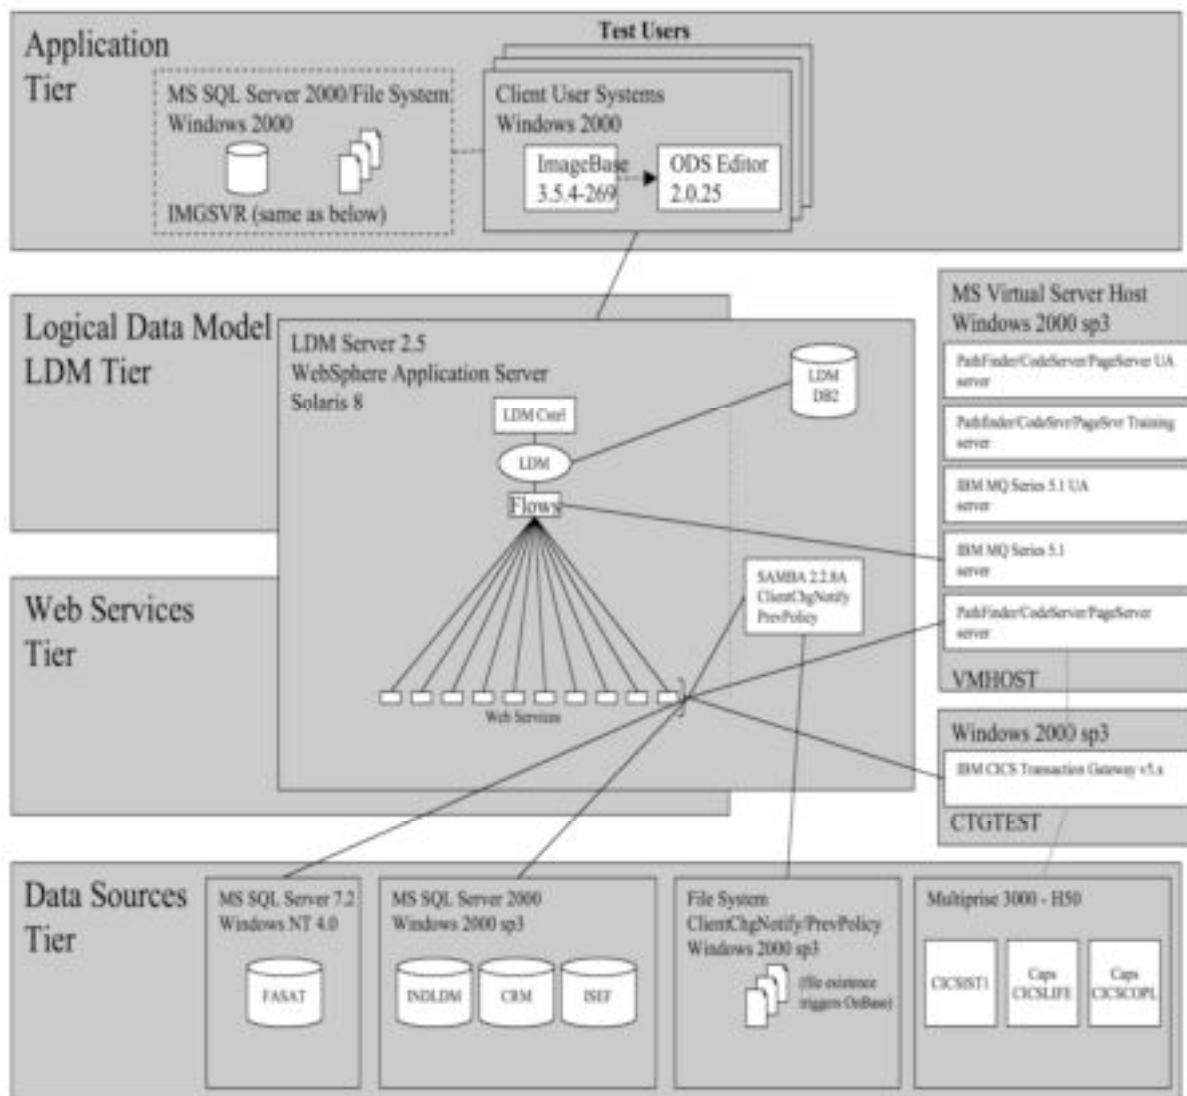 Test Users
Application
Tier
MS SQL Server 2000/File System
Windows 2000
IMGSVR (same as below)
Client User Systems
Windows 2000
ImageBase
3.5.4-269
ODS Editor
2.0.25
Logical Data Model
LDM Tier
LDM Server 2.5
WebSphere Application Server
Solaris 8
LDM Cntrl
LDM
Flows
LDM
DB2
MS Virtual Server Host
Windows 2000 sp3
PathFinder/CodeServer/PageServer UA
server
Pathfinder/CodeSrvr/PageSrvr Training
server
IBM MQ Series 5.1 UA
server
IBM MQ Series 5.1
server
PathFinder/CodeServer/PageServer
server
VMHOST
Web Services
Tier
SAMBA 2.2.8A
ClientChgNotify
PrevPolicy
Web Services
Windows 2000 sp3
IBM CICS Transaction Gateway v5.x
CTGTEST
Data Sources
Tier
MS SQL Server 7.2
Windows NT 4.0
FASAT
MS SQL Server 2000
Windows 2000 sp3
INDLDM
CRM
ISEF
File System
ClientChgNotify/PrevPolicy
Windows 2000 sp3
(file existence
triggers OnBase)
Multiprise 3000 - H50
CICSIST1
Caps
CICSLIFE
Caps
CICSCOPL